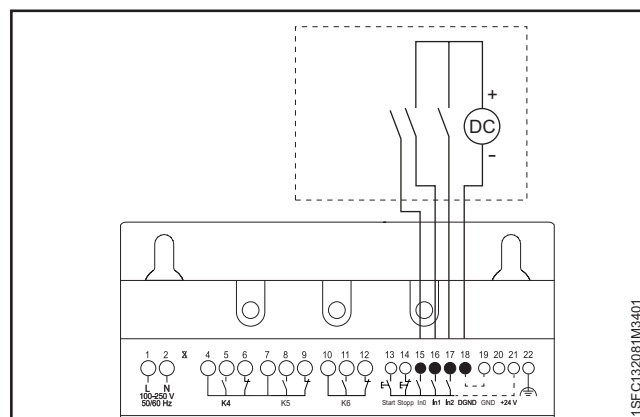 +
DC
-
1 2 X 4 5 6 7 8 9 10 11 12 13 14 15 16 17 18 19 20 21 22
L N K4 K5 K6 Start Stopp In0 In1 In2 DGND GND +24 V
100-250 V
50/60 Hz
SFC132081M3401